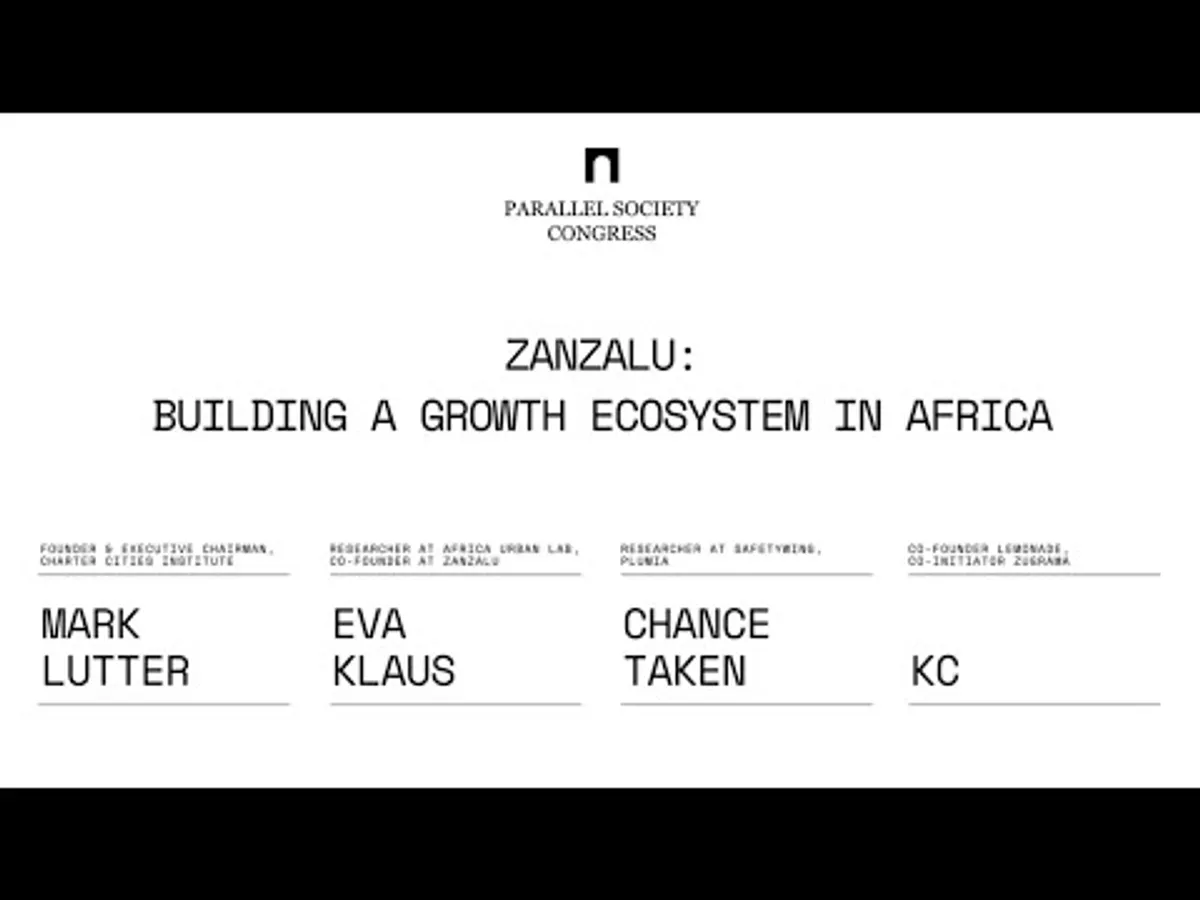 PARALLEL SOCIETY
CONGRESS
ZANZALU:
BUILDING A GROWTH ECOSYSTEM IN AFRICA
FOUNDER & EXECUTIVE CHAIRMAN,
CHARTER CITIES INSTITUTE
MARK
LUTTER
RESEARCHER AT AFRICA URBAN LAB,
CO-FOUNDER AT ZANZALU
EVA
KLAUS
RESEARCHER AT SAFETYWING,
PLUMIA
CHANCE
TAKEN
CO-FOUNDER LEMONADE,
CO-INITIATOR ZUGRAMA
KC